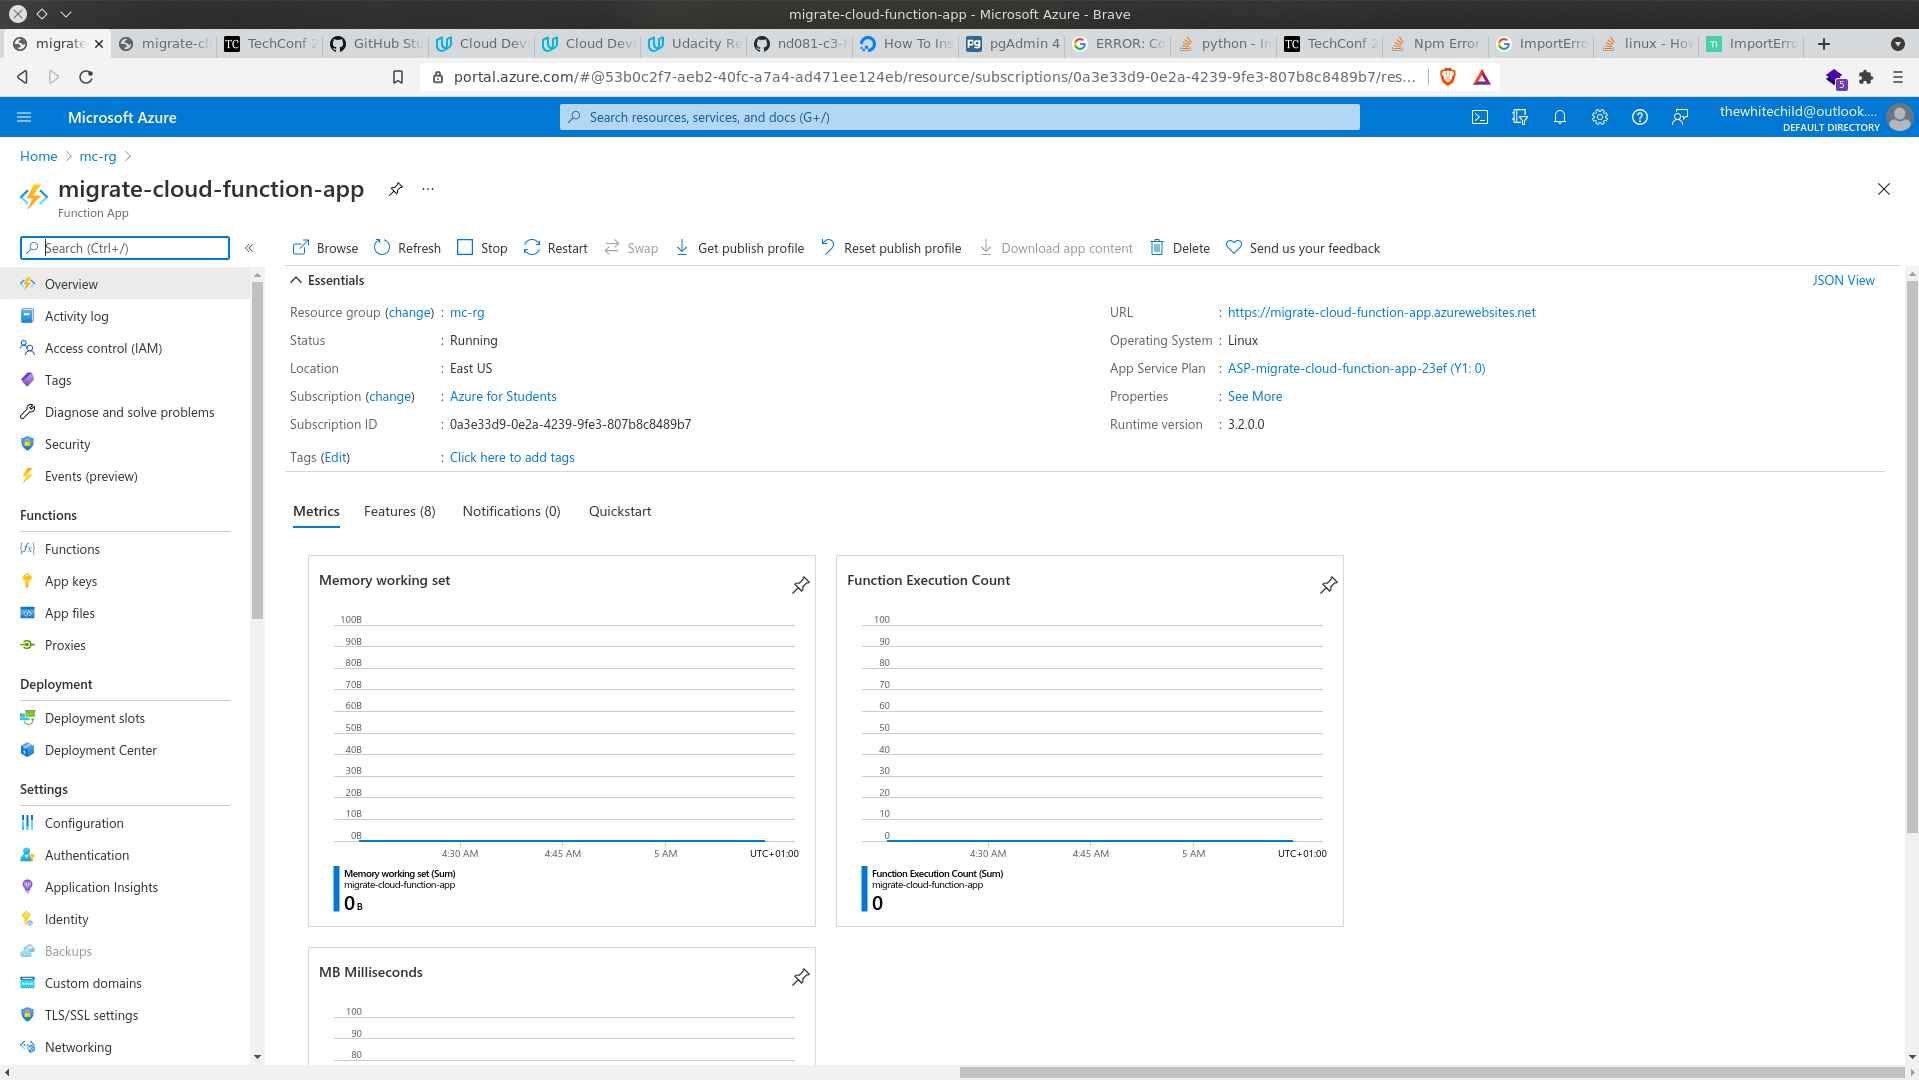 migrate-cloud-function-app - Microsoft Azure - Brave
migrate
migrate-cl
TechConf 2
GitHub Stu
Cloud Dev
Cloud Dev
Udacity Re
nd081-c3-
How To Ins
pgAdmin 4
ERROR: Co
python - In
TechConf 2
Npm Error
ImportErro
linux - How
ImportErro
portal.azure.com/#@53b0c2f7-aeb2-40fc-a7a4-ad471ee124eb/resource/subscriptions/0a3e33d9-0e2a-4239-9fe3-807b8c8489b7/res...
5
Microsoft Azure
Search resources, services, and docs (G+/)
thewhitechild@outlook....
DEFAULT DIRECTORY
Home > mc-rg >
migrate-cloud-function-app
Function App
Search (Ctrl+/)
Browse
Refresh
Stop
Restart
Swap
Get publish profile
Reset publish profile
Download app content
Delete
Send us your feedback
Overview
Activity log
Access control (IAM)
Tags
Diagnose and solve problems
Security
Events (preview)
Functions
Functions
App keys
App files
Proxies
Deployment
Deployment slots
Deployment Center
Settings
Configuration
Authentication
Application Insights
Identity
Backups
Custom domains
TLS/SSL settings
Networking
Essentials
JSON View
Resource group (change) : mc-rg
Status : Running
Location : East US
Subscription (change) : Azure for Students
Subscription ID : 0a3e33d9-0e2a-4239-9fe3-807b8c8489b7
Tags (Edit) : Click here to add tags
URL : https://migrate-cloud-function-app.azurewebsites.net
Operating System : Linux
App Service Plan : ASP-migrate-cloud-function-app-23ef (Y1: 0)
Properties : See More
Runtime version : 3.2.0.0
Metrics
Features (8)
Notifications (0)
Quickstart
Memory working set
100B
90B
80B
70B
60B
50B
40B
30B
20B
10B
0B
4:30 AM
4:45 AM
5 AM
UTC+01:00
Memory working set (Sum)
migrate-cloud-function-app
0 B
Function Execution Count
100
90
80
70
60
50
40
30
20
10
0
4:30 AM
4:45 AM
5 AM
UTC+01:00
Function Execution Count (Sum)
migrate-cloud-function-app
0
MB Milliseconds
100
90
80